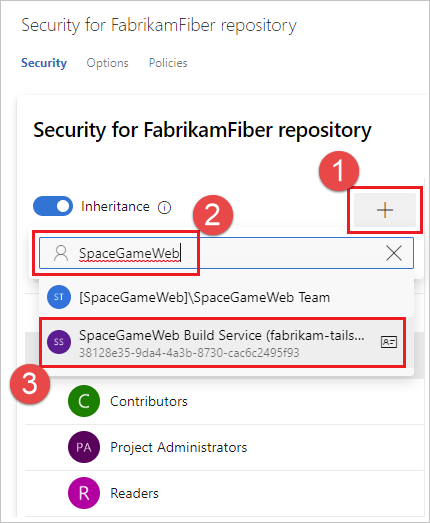 Security for FabrikamFiber repository
Security Options Policies
Security for FabrikamFiber repository
1
Inheritance
2
+
SpaceGameWeb
ST [SpaceGameWeb]\SpaceGameWeb Team
SS SpaceGameWeb Build Service (fabrikam-tails...
38128e35-9da4-4a3b-8730-cac6c2495f93
3
C Contributors
PA Project Administrators
R Readers